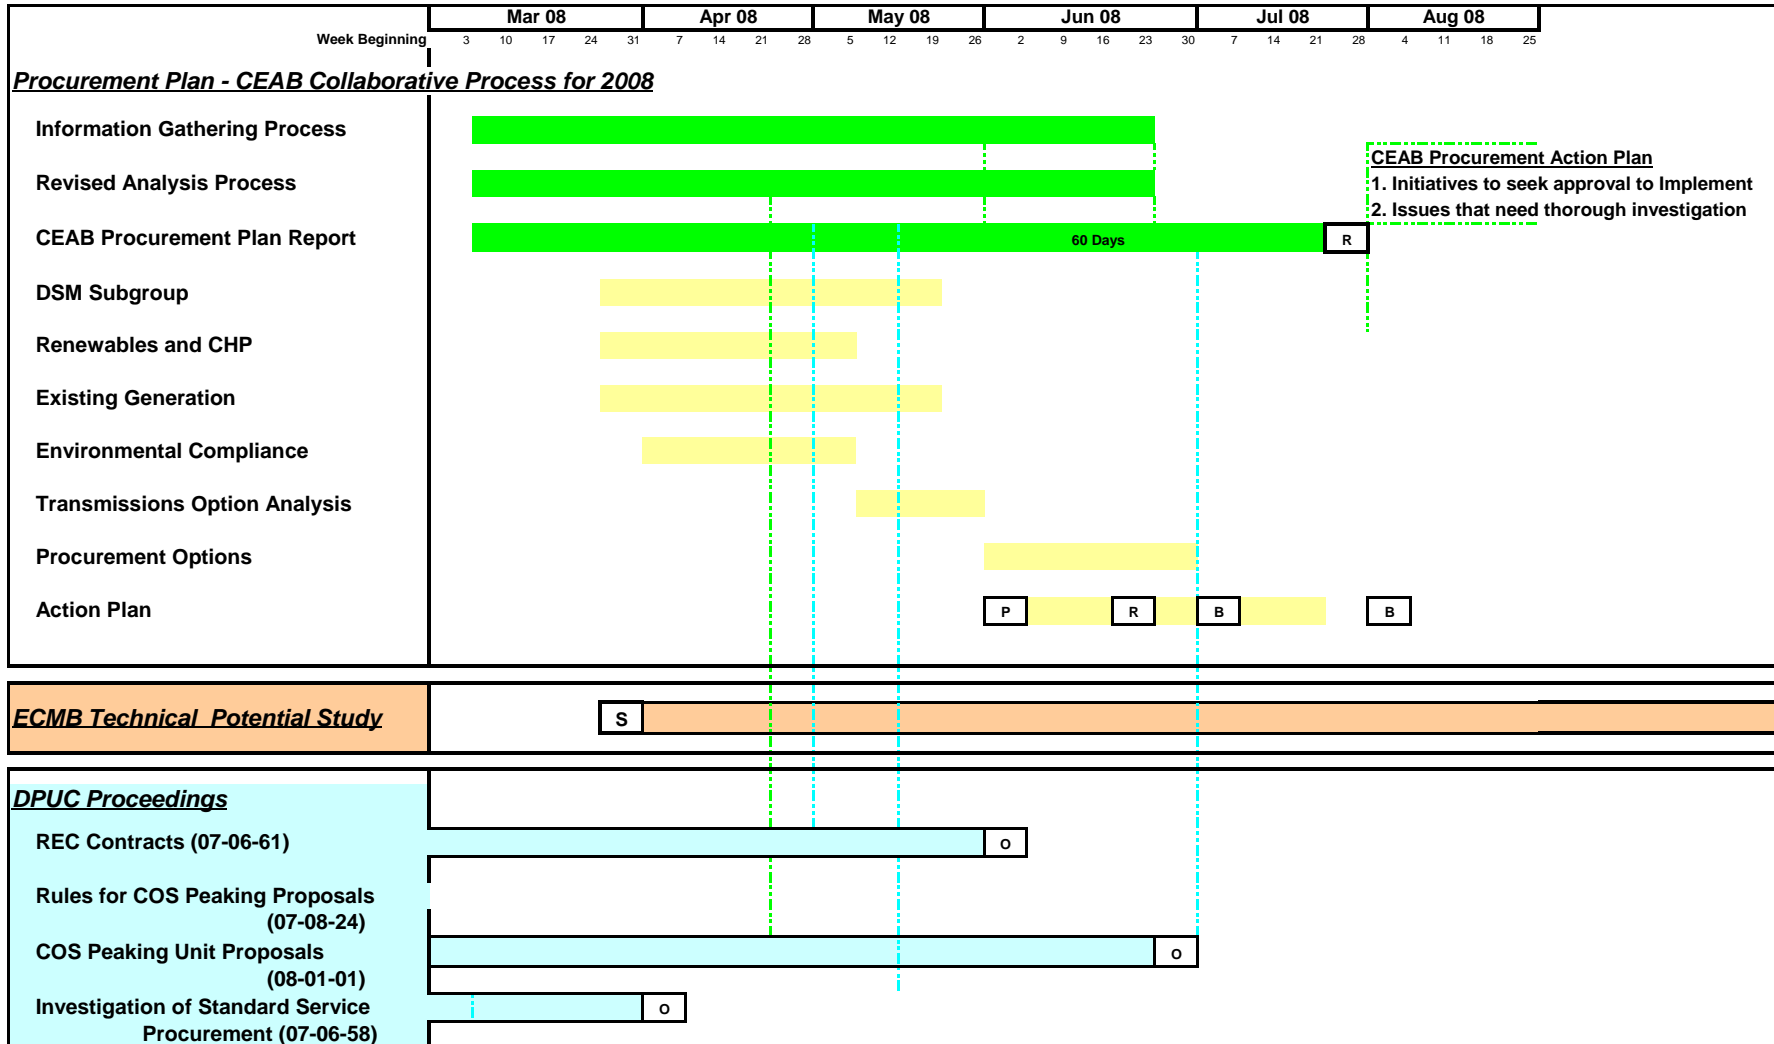 Mar 08 Apr 08 May 08 Jun 08 Jul 08 Aug 08
Week Beginning 3 10 17 24 31 7 14 21 28 5 12 19 26 2 9 16 23 30 7 14 21 28 4 11 18 25
Procurement Plan - CEAB Collaborative Process for 2008
Information Gathering Process
CEAB Procurement Action Plan
Revised Analysis Process
1. Initiatives to seek approval to Implement
2. Issues that need thorough investigation
CEAB Procurement Plan Report 60 Days R
DSM Subgroup
Renewables and CHP
Existing Generation
Environmental Compliance
Transmissions Option Analysis
Procurement Options
Action Plan P R B B
ECMB Technical Potential Study S
DPUC Proceedings
REC Contracts (07-06-61) O
Rules for COS Peaking Proposals
(07-08-24)
COS Peaking Unit Proposals O
(08-01-01)
Investigation of Standard Service O
Procurement (07-06-58)